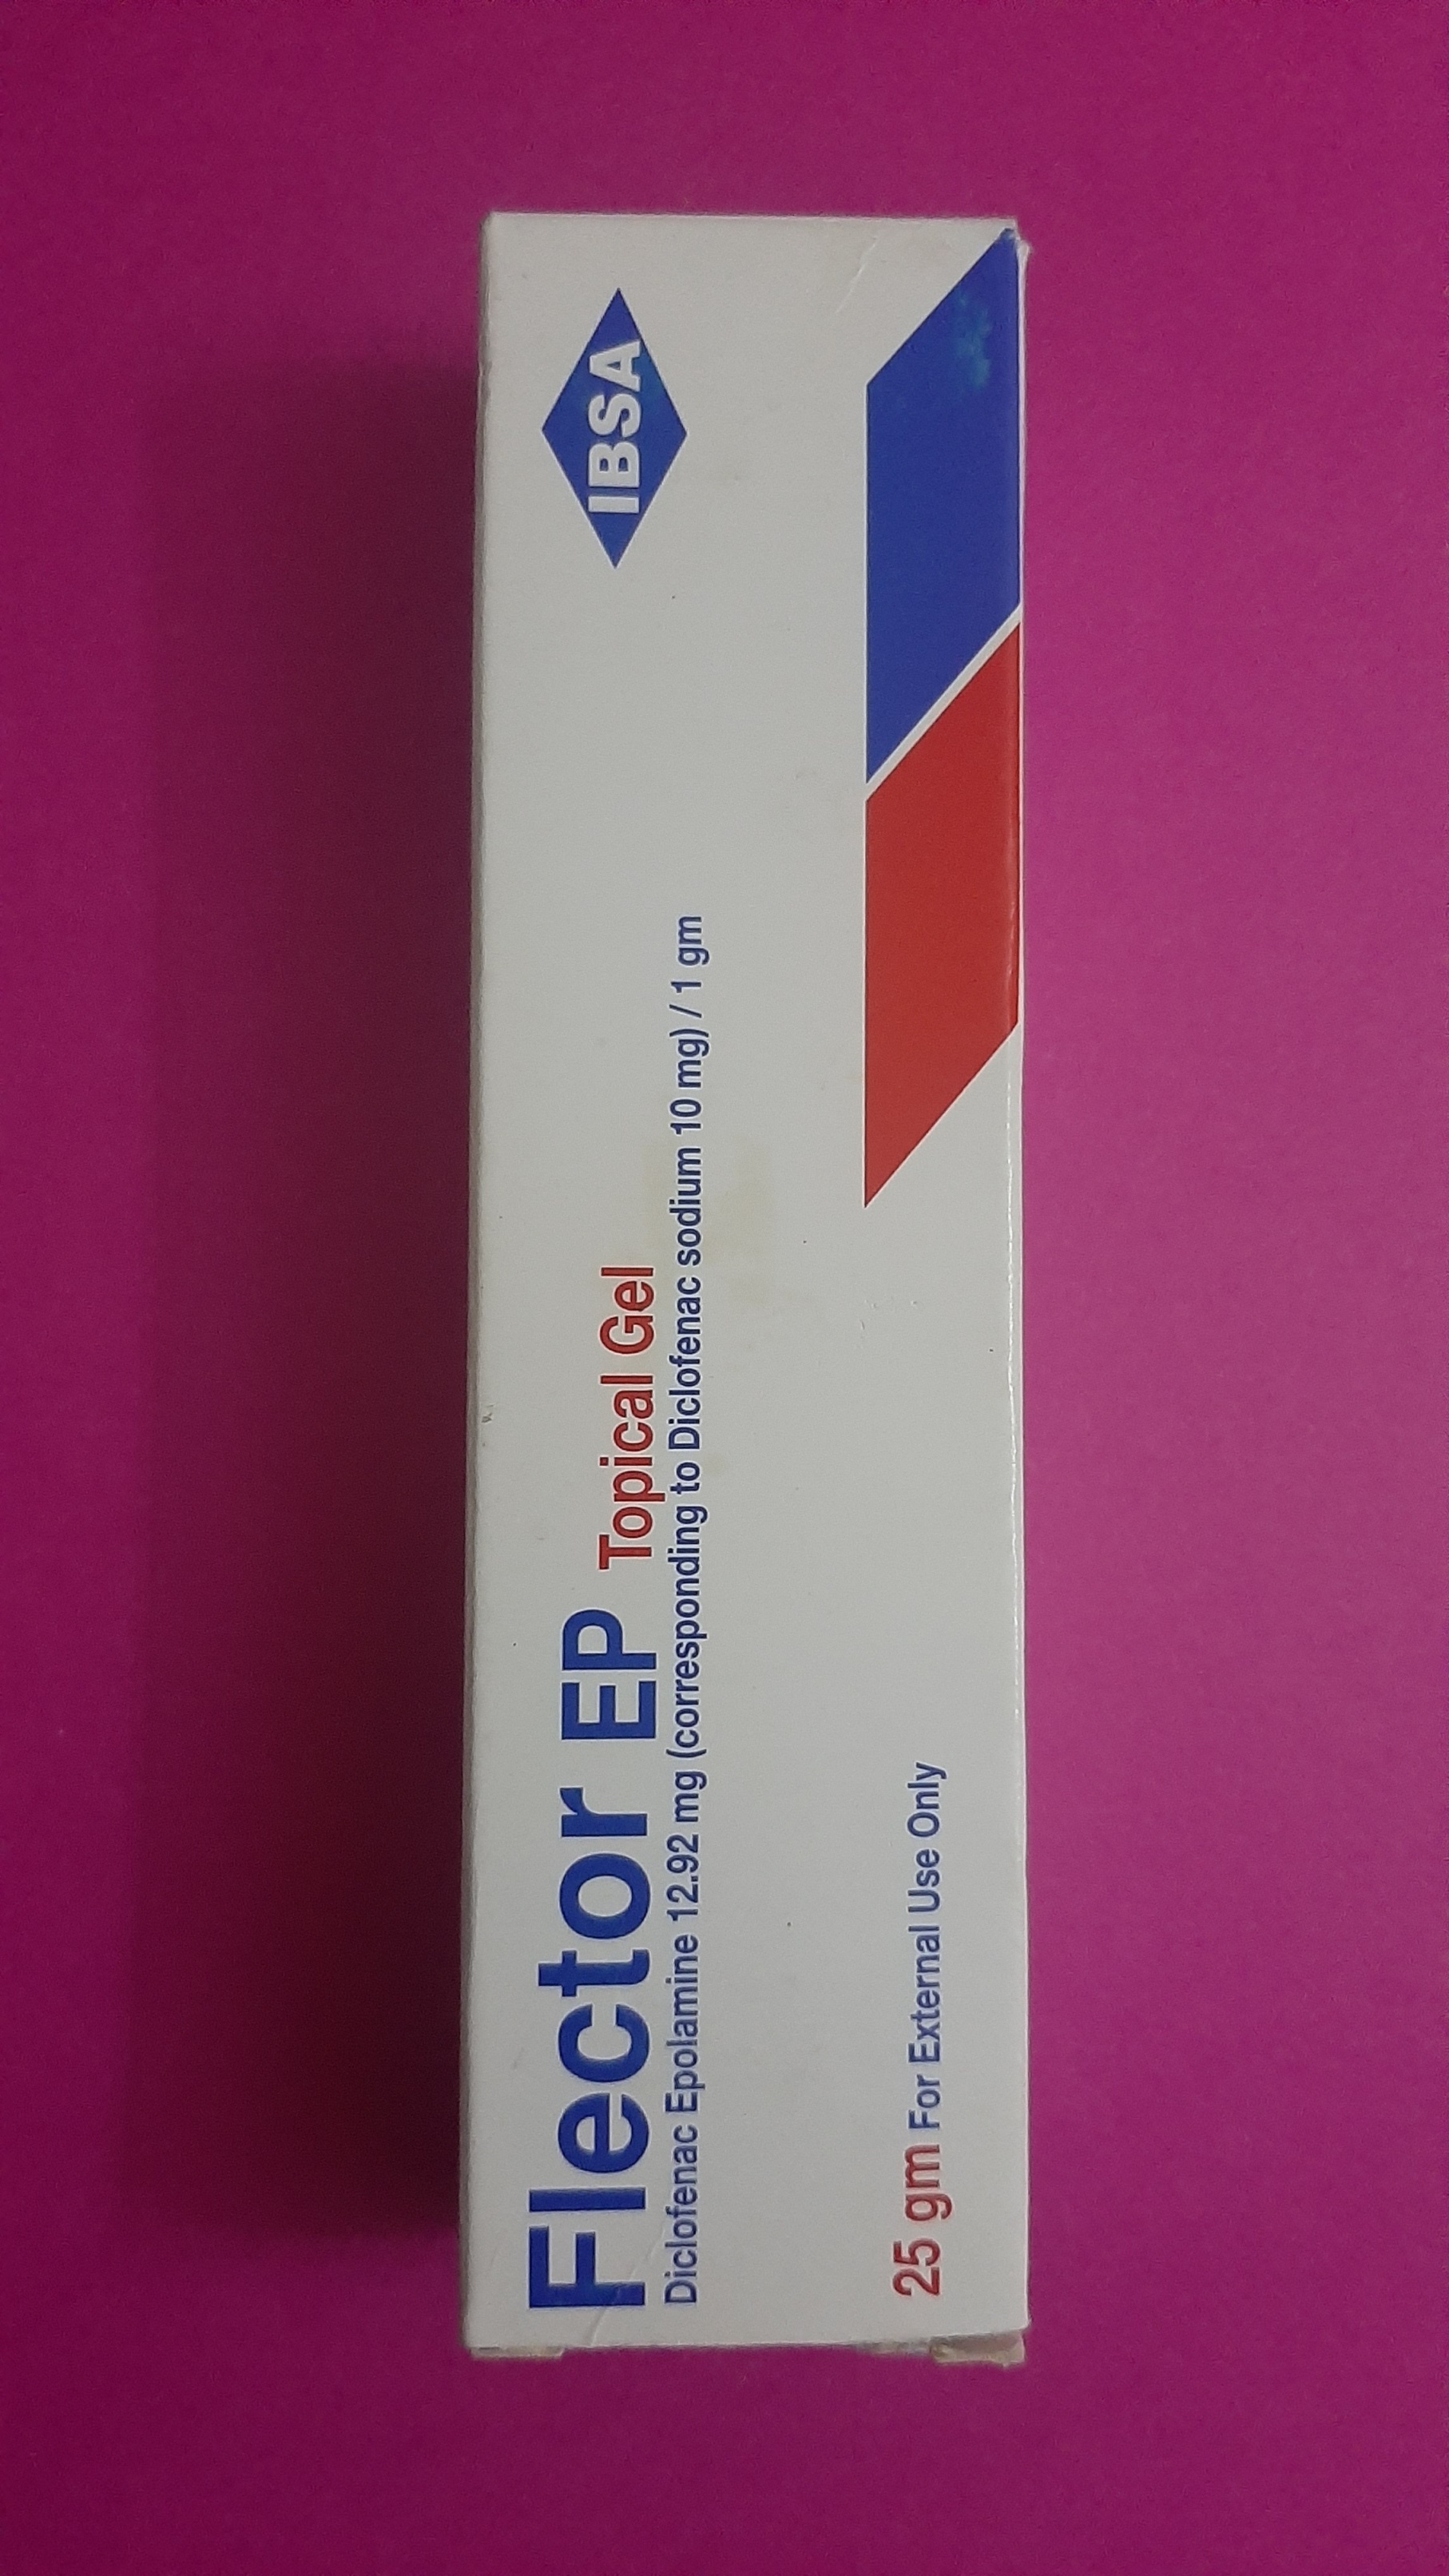 Flector EP Topical Gel
Diclofenac Epolamine 12.92 mg (corresponding to Diclofenac sodium 10 mg) / 1 gm
IBSA
25 gm For External Use Only